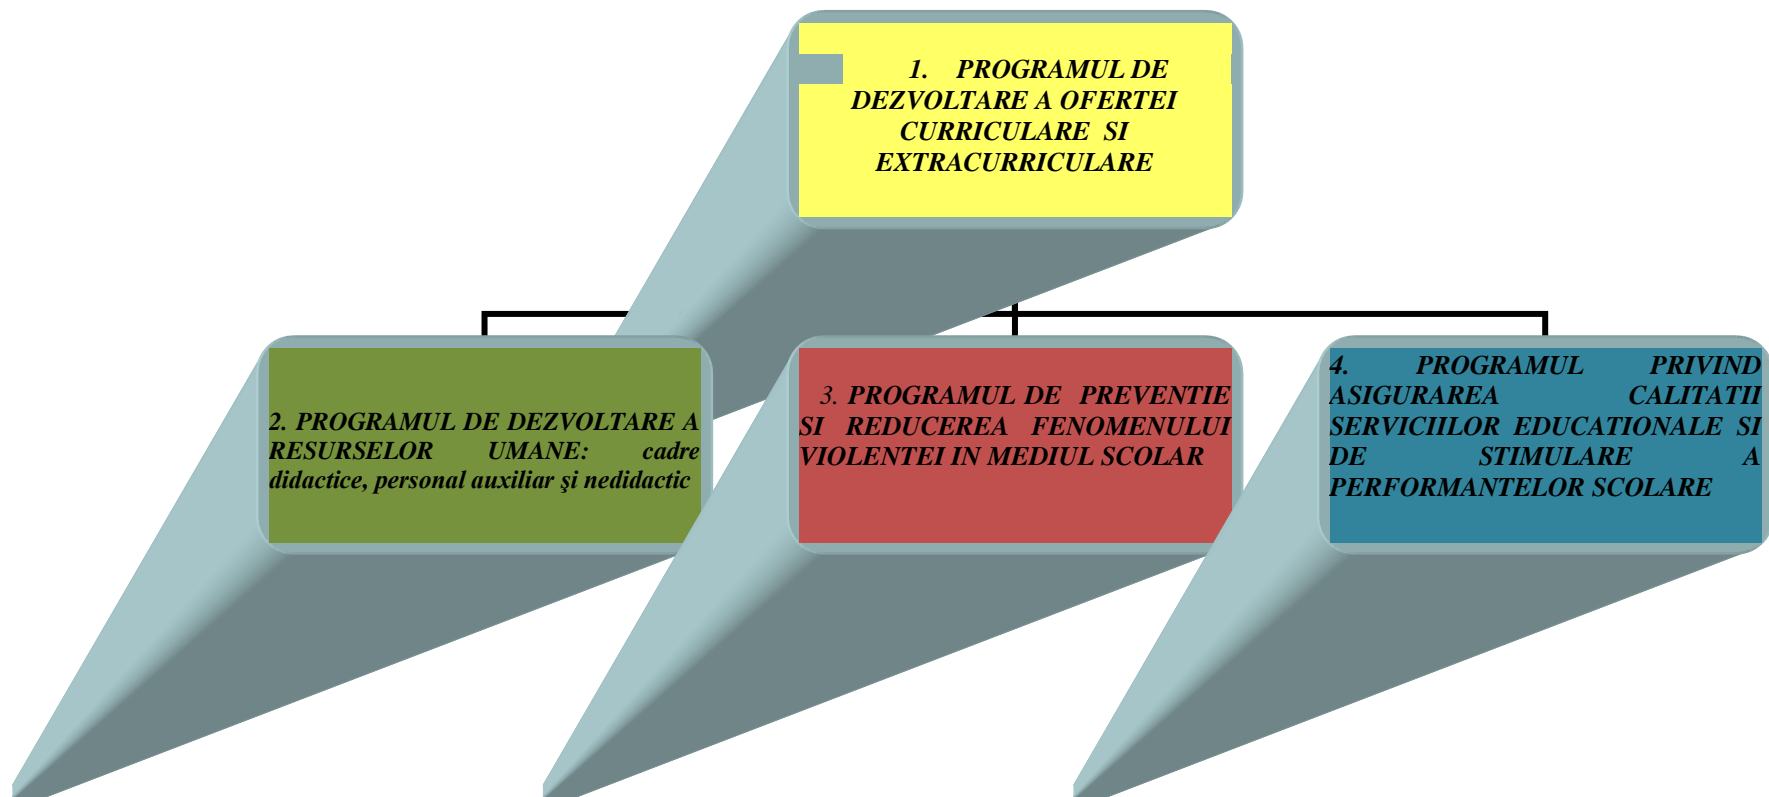 1. PROGRAMUL DE
DEZVOLTARE A OFERTEI
CURRICULARE SI
EXTRACURRICULARE
2. PROGRAMUL DE DEZVOLTARE A
RESURSELOR UMANE: cadre
didactice, personal auxiliar şi nedidactic
3. PROGRAMUL DE PREVENTIE
SI REDUCEREA FENOMENULUI
VIOLENTEI IN MEDIUL SCOLAR
4. PROGRAMUL PRIVIND
ASIGURAREA CALITATII
SERVICIILOR EDUCATIONALE SI
DE STIMULARE A
PERFORMANTELOR SCOLARE